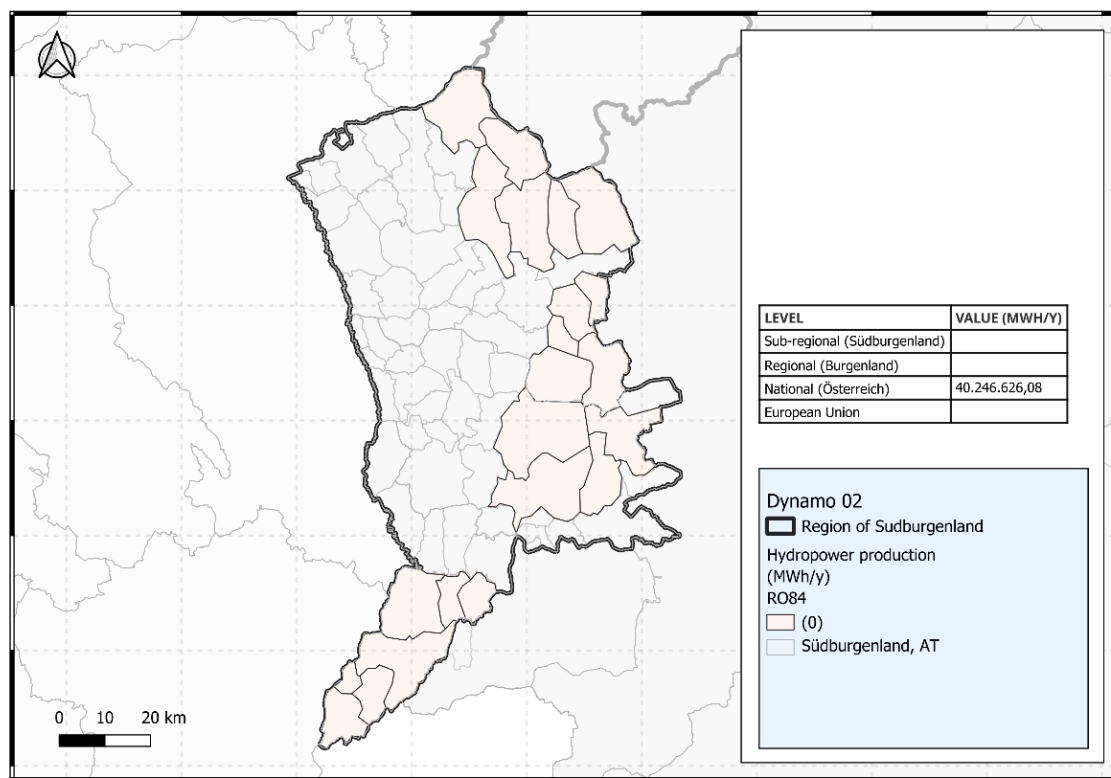 LEVEL VALUE (MWH/Y)
Sub-regional (Südburgenland)
Regional (Burgenland)
National (Österreich) 40.246.626,08
European Union
Dynamo 02
Region of Sudburgenland
Hydropower production
(MWh/y)
RO84
(0)
Südburgenland, AT
0 10 20 km